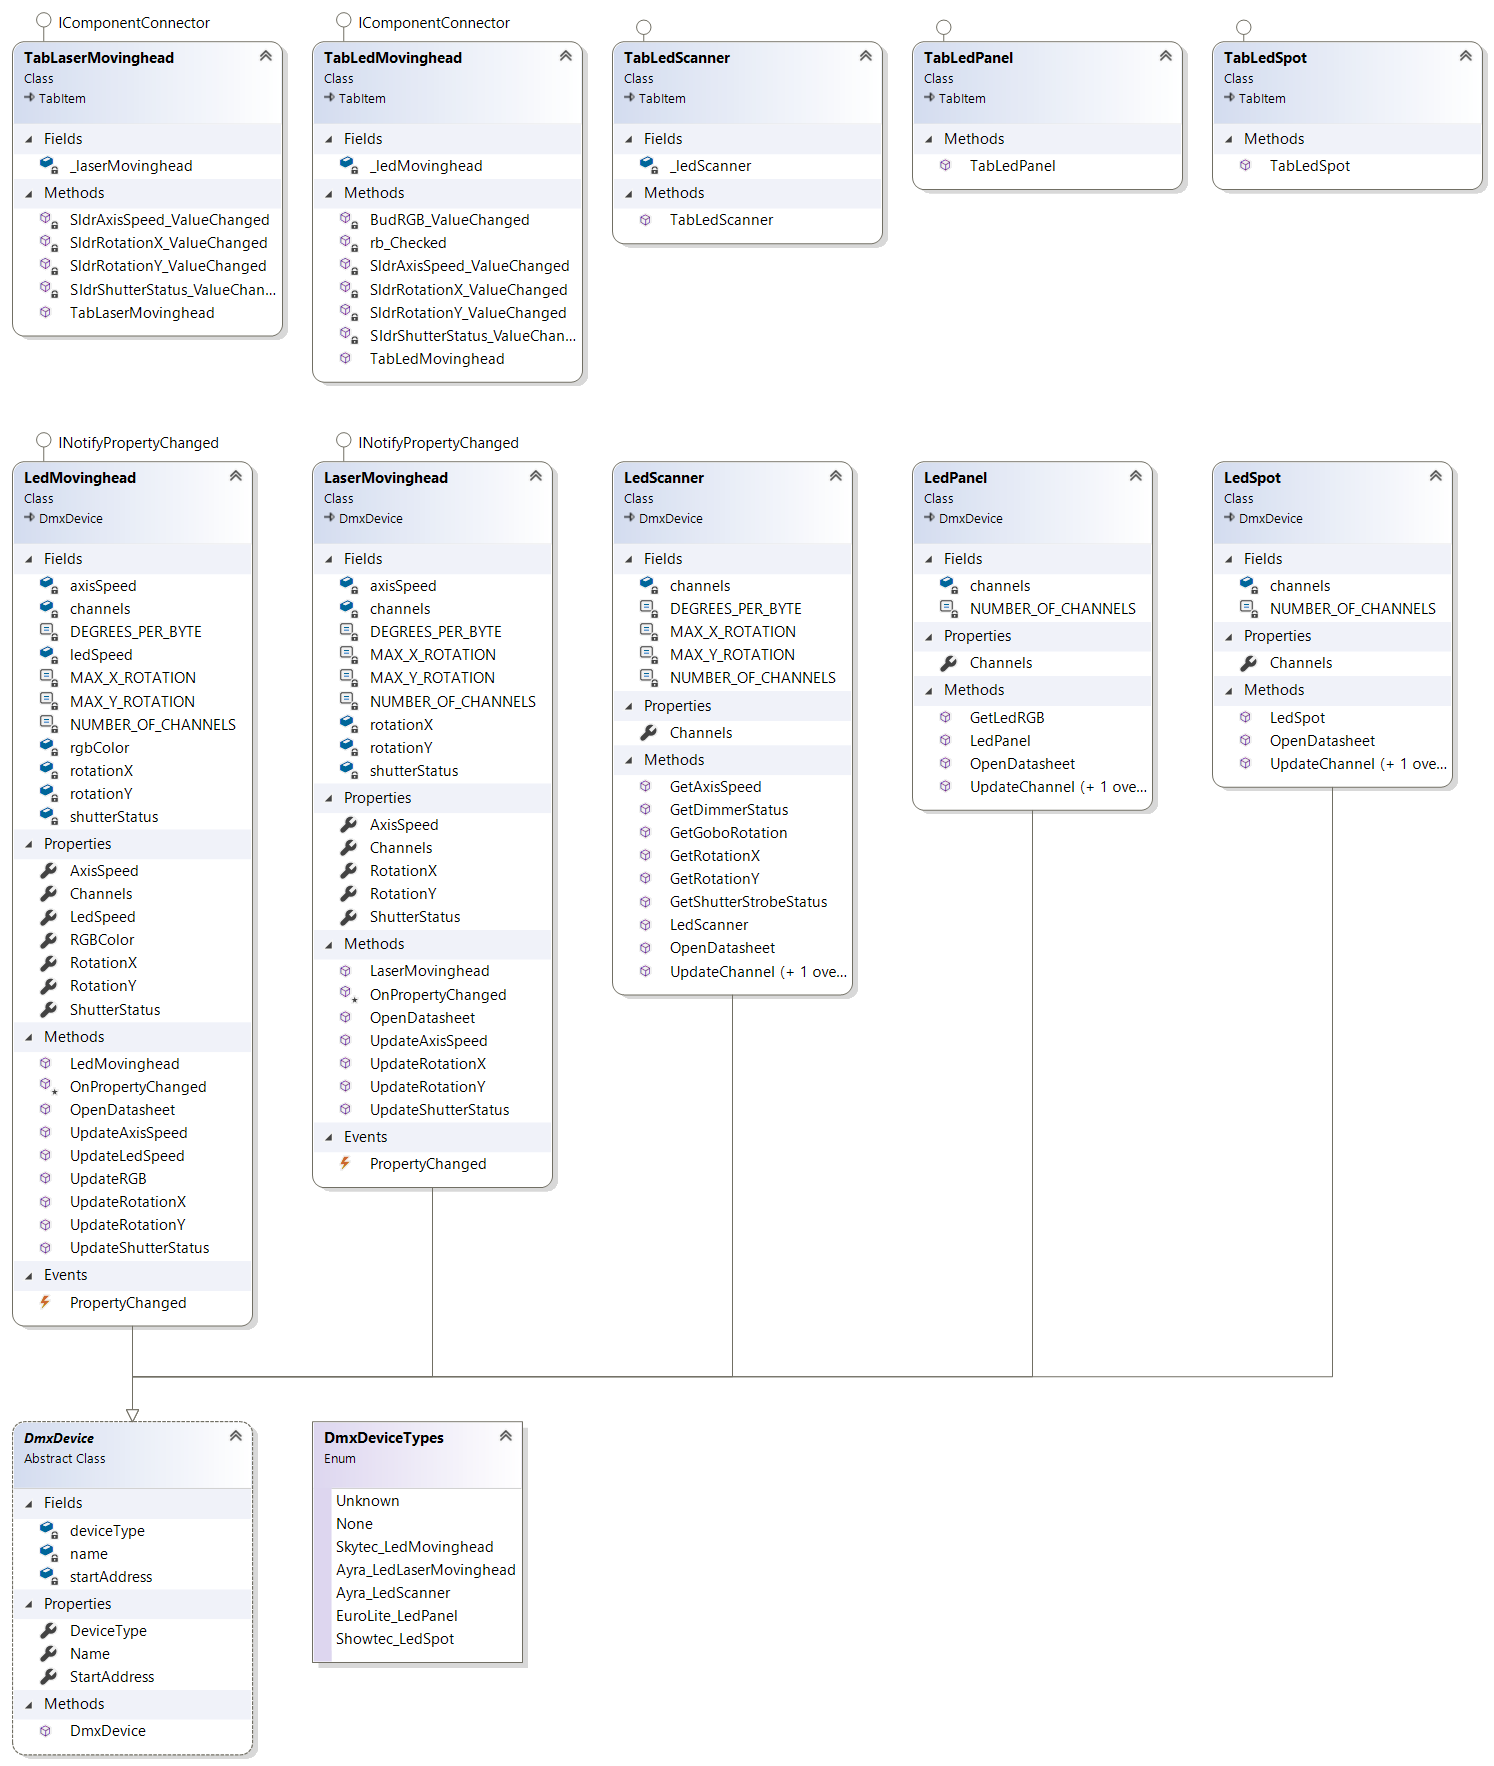 IComponentConnector
TabLaserMovinghead
Class
TabItem
Fields
_laserMovinghead
Methods
SldrAxisSpeed_ValueChanged
SldrRotationX_ValueChanged
SldrRotationY_ValueChanged
SldrShutterStatus_ValueChan...
TabLaserMovinghead
IComponentConnector
TabLedMovinghead
Class
TabItem
Fields
_ledMovinghead
Methods
BudRGB_ValueChanged
rb_Checked
SldrAxisSpeed_ValueChanged
SldrRotationX_ValueChanged
SldrRotationY_ValueChanged
SldrShutterStatus_ValueChan...
TabLedMovinghead
TabLedScanner
Class
TabItem
Fields
_ledScanner
Methods
TabLedScanner
TabLedPanel
Class
TabItem
Methods
TabLedPanel
TabLedSpot
Class
TabItem
Methods
TabLedSpot
INotifyPropertyChanged
LedMovinghead
Class
DmxDevice
Fields
axisSpeed
channels
DEGREES_PER_BYTE
ledSpeed
MAX_X_ROTATION
MAX_Y_ROTATION
NUMBER_OF_CHANNELS
rgbColor
rotationX
rotationY
shutterStatus
Properties
AxisSpeed
Channels
LedSpeed
RGBColor
RotationX
RotationY
ShutterStatus
Methods
LedMovinghead
OnPropertyChanged
OpenDatasheet
UpdateAxisSpeed
UpdateLedSpeed
UpdateRGB
UpdateRotationX
UpdateRotationY
UpdateShutterStatus
Events
PropertyChanged
INotifyPropertyChanged
LaserMovinghead
Class
DmxDevice
Fields
axisSpeed
channels
DEGREES_PER_BYTE
MAX_X_ROTATION
MAX_Y_ROTATION
NUMBER_OF_CHANNELS
rotationX
rotationY
shutterStatus
Properties
AxisSpeed
Channels
RotationX
RotationY
ShutterStatus
Methods
LaserMovinghead
OnPropertyChanged
OpenDatasheet
UpdateAxisSpeed
UpdateRotationX
UpdateRotationY
UpdateShutterStatus
Events
PropertyChanged
LedScanner
Class
DmxDevice
Fields
channels
DEGREES_PER_BYTE
MAX_X_ROTATION
MAX_Y_ROTATION
NUMBER_OF_CHANNELS
Properties
Channels
Methods
GetAxisSpeed
GetDimmerStatus
GetGoboRotation
GetRotationX
GetRotationY
GetShutterStrobeStatus
LedScanner
OpenDatasheet
UpdateChannel (+ 1 ove...
LedPanel
Class
DmxDevice
Fields
channels
NUMBER_OF_CHANNELS
Properties
Channels
Methods
GetLedRGB
LedPanel
OpenDatasheet
UpdateChannel (+ 1 ove...
LedSpot
Class
DmxDevice
Fields
channels
NUMBER_OF_CHANNELS
Properties
Channels
Methods
LedSpot
OpenDatasheet
UpdateChannel (+ 1 ove...
DmxDevice
Abstract Class
Fields
deviceType
name
startAddress
Properties
DeviceType
Name
StartAddress
Methods
DmxDevice
DmxDeviceTypes
Enum
Unknown
None
Skytec_LedMovinghead
Ayra_LedLaserMovinghead
Ayra_LedScanner
EuroLite_LedPanel
Showtec_LedSpot